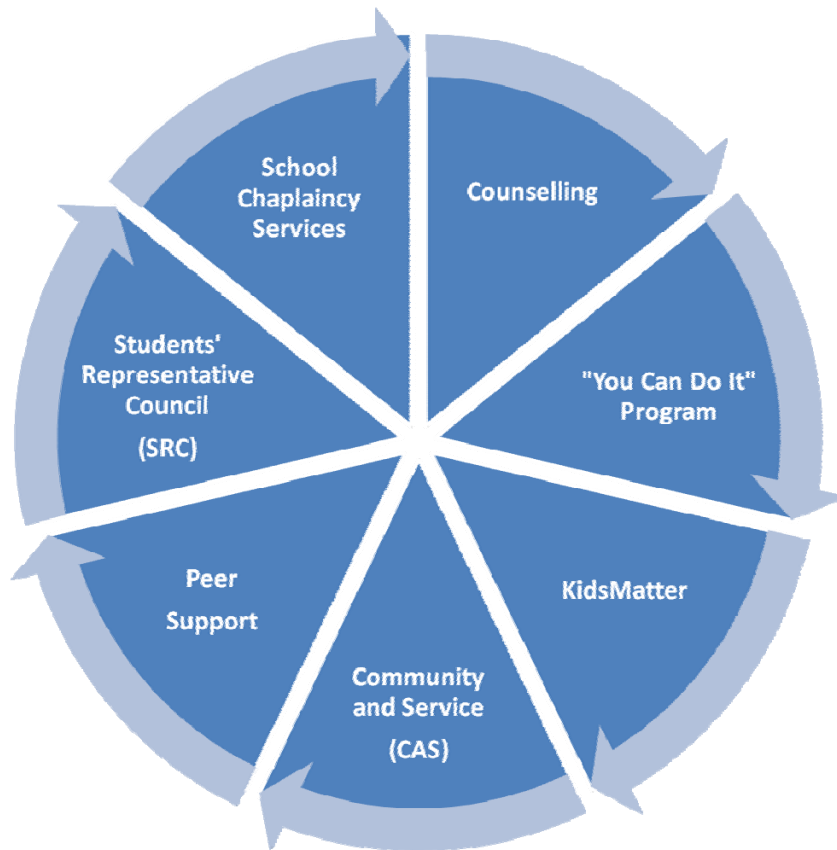 Counselling
"You Can Do It"
Program
KidsMatter
Community
and Service
(CAS)
Peer
Support
Students'
Representative
Council
(SRC)
School
Chaplaincy
Services